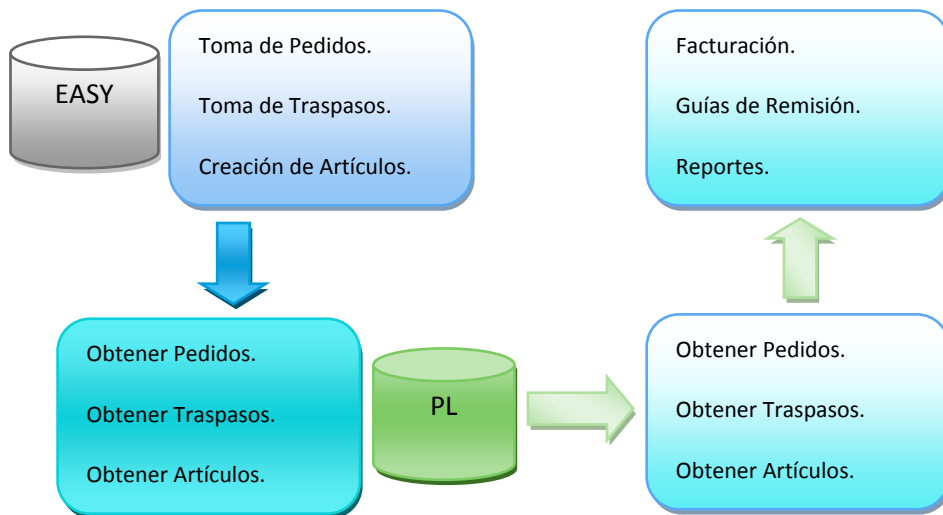 EASY
Toma de Pedidos.
Toma de Traspasos.
Creación de Artículos.
Obtener Pedidos.
Obtener Traspasos.
Obtener Artículos.
PL
Obtener Pedidos.
Obtener Traspasos.
Obtener Artículos.
Facturación.
Guías de Remisión.
Reportes.